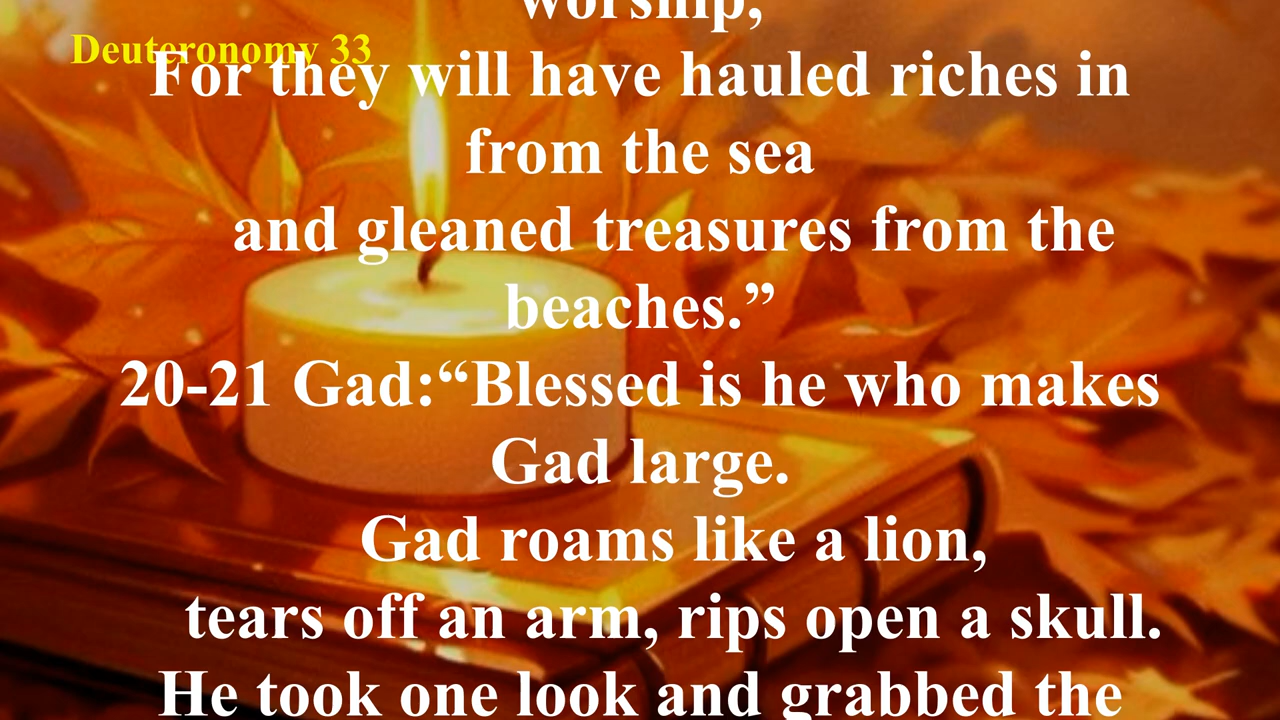 worship,
Deuteronomy 33
For they will have hauled riches in
from the sea
and gleaned treasures from the
beaches.”
20-21 Gad:“Blessed is he who makes
Gad large.
Gad roams like a lion,
tears off an arm, rips open a skull.
He took one look and grabbed the